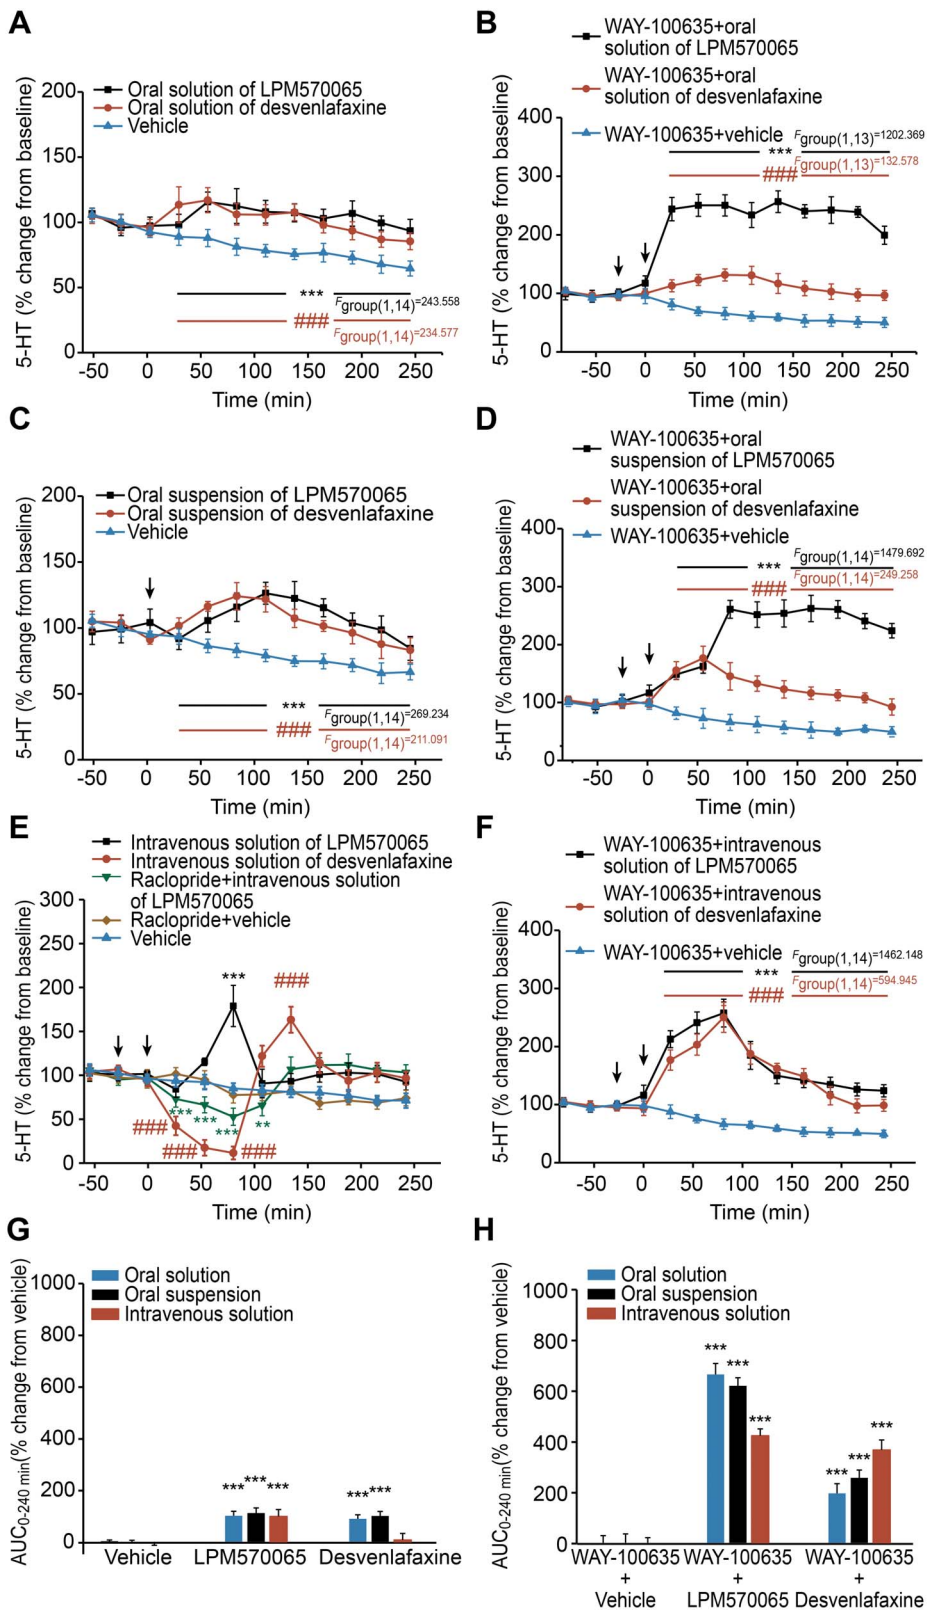 A
Oral solution of LPM570065
Oral solution of desvenlafaxine
Vehicle
5-HT (% change from baseline)
200
150
100
50
0
***
Fgroup(1,14)=243.558
###
Fgroup(1,14)=234.577
-50 0 50 100 150 200 250
Time (min)
B
WAY-100635+oral
solution of LPM570065
WAY-100635+oral
solution of desvenlafaxine
WAY-100635+vehicle
5-HT (% change from baseline)
400
300
200
100
0
Fgroup(1,13)=1202.369
***
Fgroup(1,13)=132.578
###
-50 0 50 100 150 200 250
Time (min)
C
Oral suspension of LPM570065
Oral suspension of desvenlafaxine
Vehicle
5-HT (% change from baseline)
200
150
100
50
0
***
Fgroup(1,14)=269.234
###
Fgroup(1,14)=211.091
-50 0 50 100 150 200 250
Time (min)
D
WAY-100635+oral
suspension of LPM570065
WAY-100635+oral
suspension of desvenlafaxine
WAY-100635+vehicle
5-HT (% change from baseline)
400
300
200
100
0
Fgroup(1,14)=1479.692
***
Fgroup(1,14)=249.258
###
-50 0 50 100 150 200 250
Time (min)
E
Intravenous solution of LPM570065
Intravenous solution of desvenlafaxine
Raclopride+intravenous solution
of LPM570065
Raclopride+vehicle
Vehicle
5-HT (% change from baseline)
300
250
200
150
100
50
0
***
###
***
***
***
**
###
###
###
-50 0 50 100 150 200 250
Time (min)
F
WAY-100635+intravenous
solution of LPM570065
WAY-100635+intravenous
solution of desvenlafaxine
WAY-100635+vehicle
5-HT (% change from baseline)
400
300
200
100
0
Fgroup(1,14)=1462.148
***
Fgroup(1,14)=594.945
###
-50 0 50 100 150 200 250
Time (min)
G
Oral solution
Oral suspension
Intravenous solution
AUC0-240 min(% change from vehicle)
1000
800
600
400
200
0
*** *** ***
*** ***
Vehicle LPM570065 Desvenlafaxine
H
Oral solution
Oral suspension
Intravenous solution
AUC0-240 min(% change from vehicle)
1000
800
600
400
200
0
*** *** ***
*** *** ***
WAY-100635 WAY-100635 WAY-100635
+ + +
Vehicle LPM570065 Desvenlafaxine